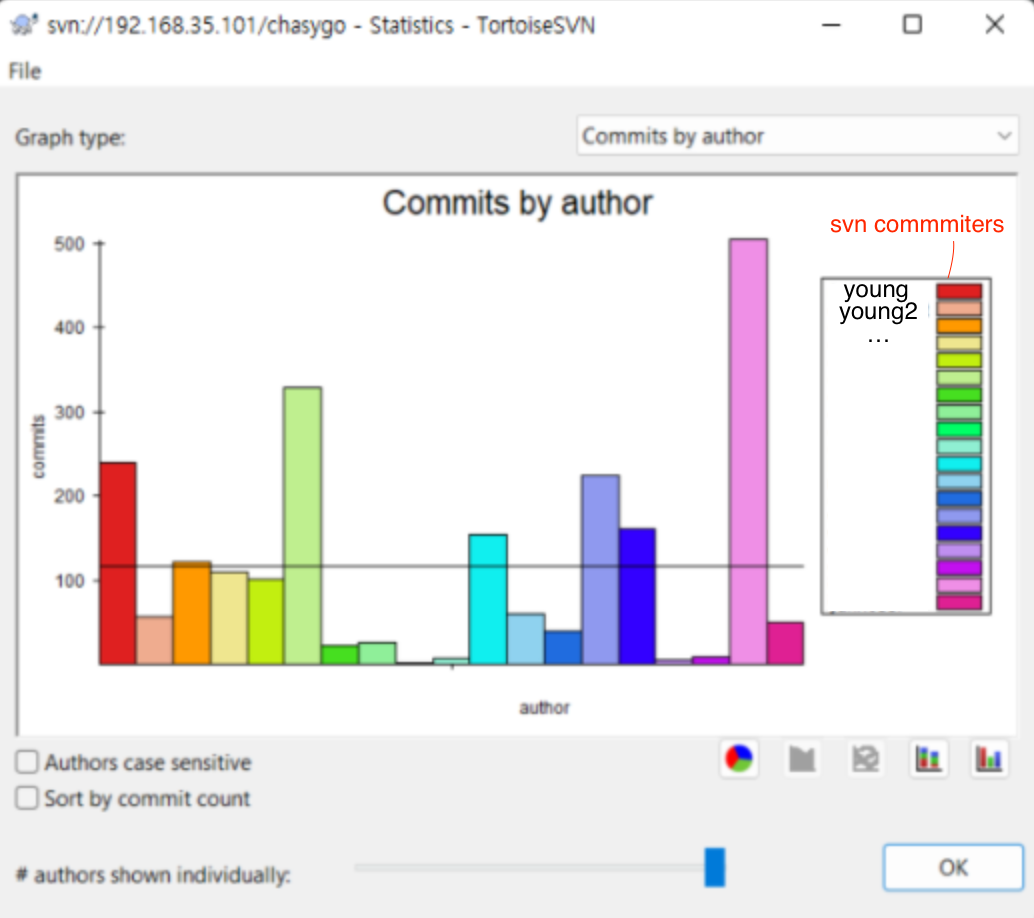 svn://192.168.35.101/chasygo - Statistics - TortoiseSVN
File
Graph type:
Commits by author
Commits by author
svn commmiters
500
400
300
200
100
commits
author
young
young2
...
Authors case sensitive
Sort by commit count
# authors shown individually:
OK